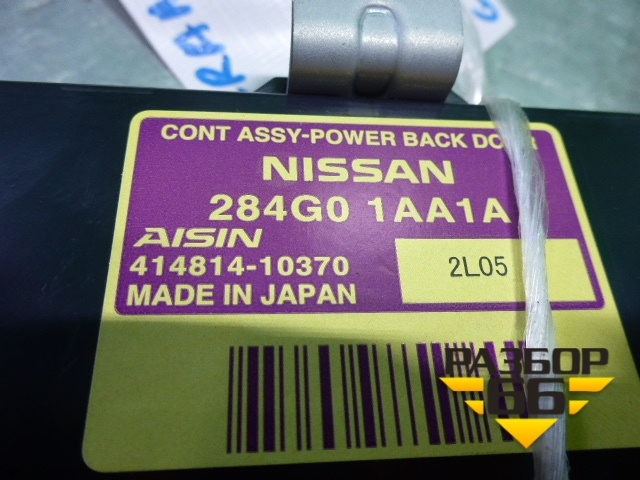 CONT ASSY-POWER BACK DOOR
NISSAN
284G0 1AA1A
AISIN
414814-10370
2L05
MADE IN JAPAN
РАЗБОР
66